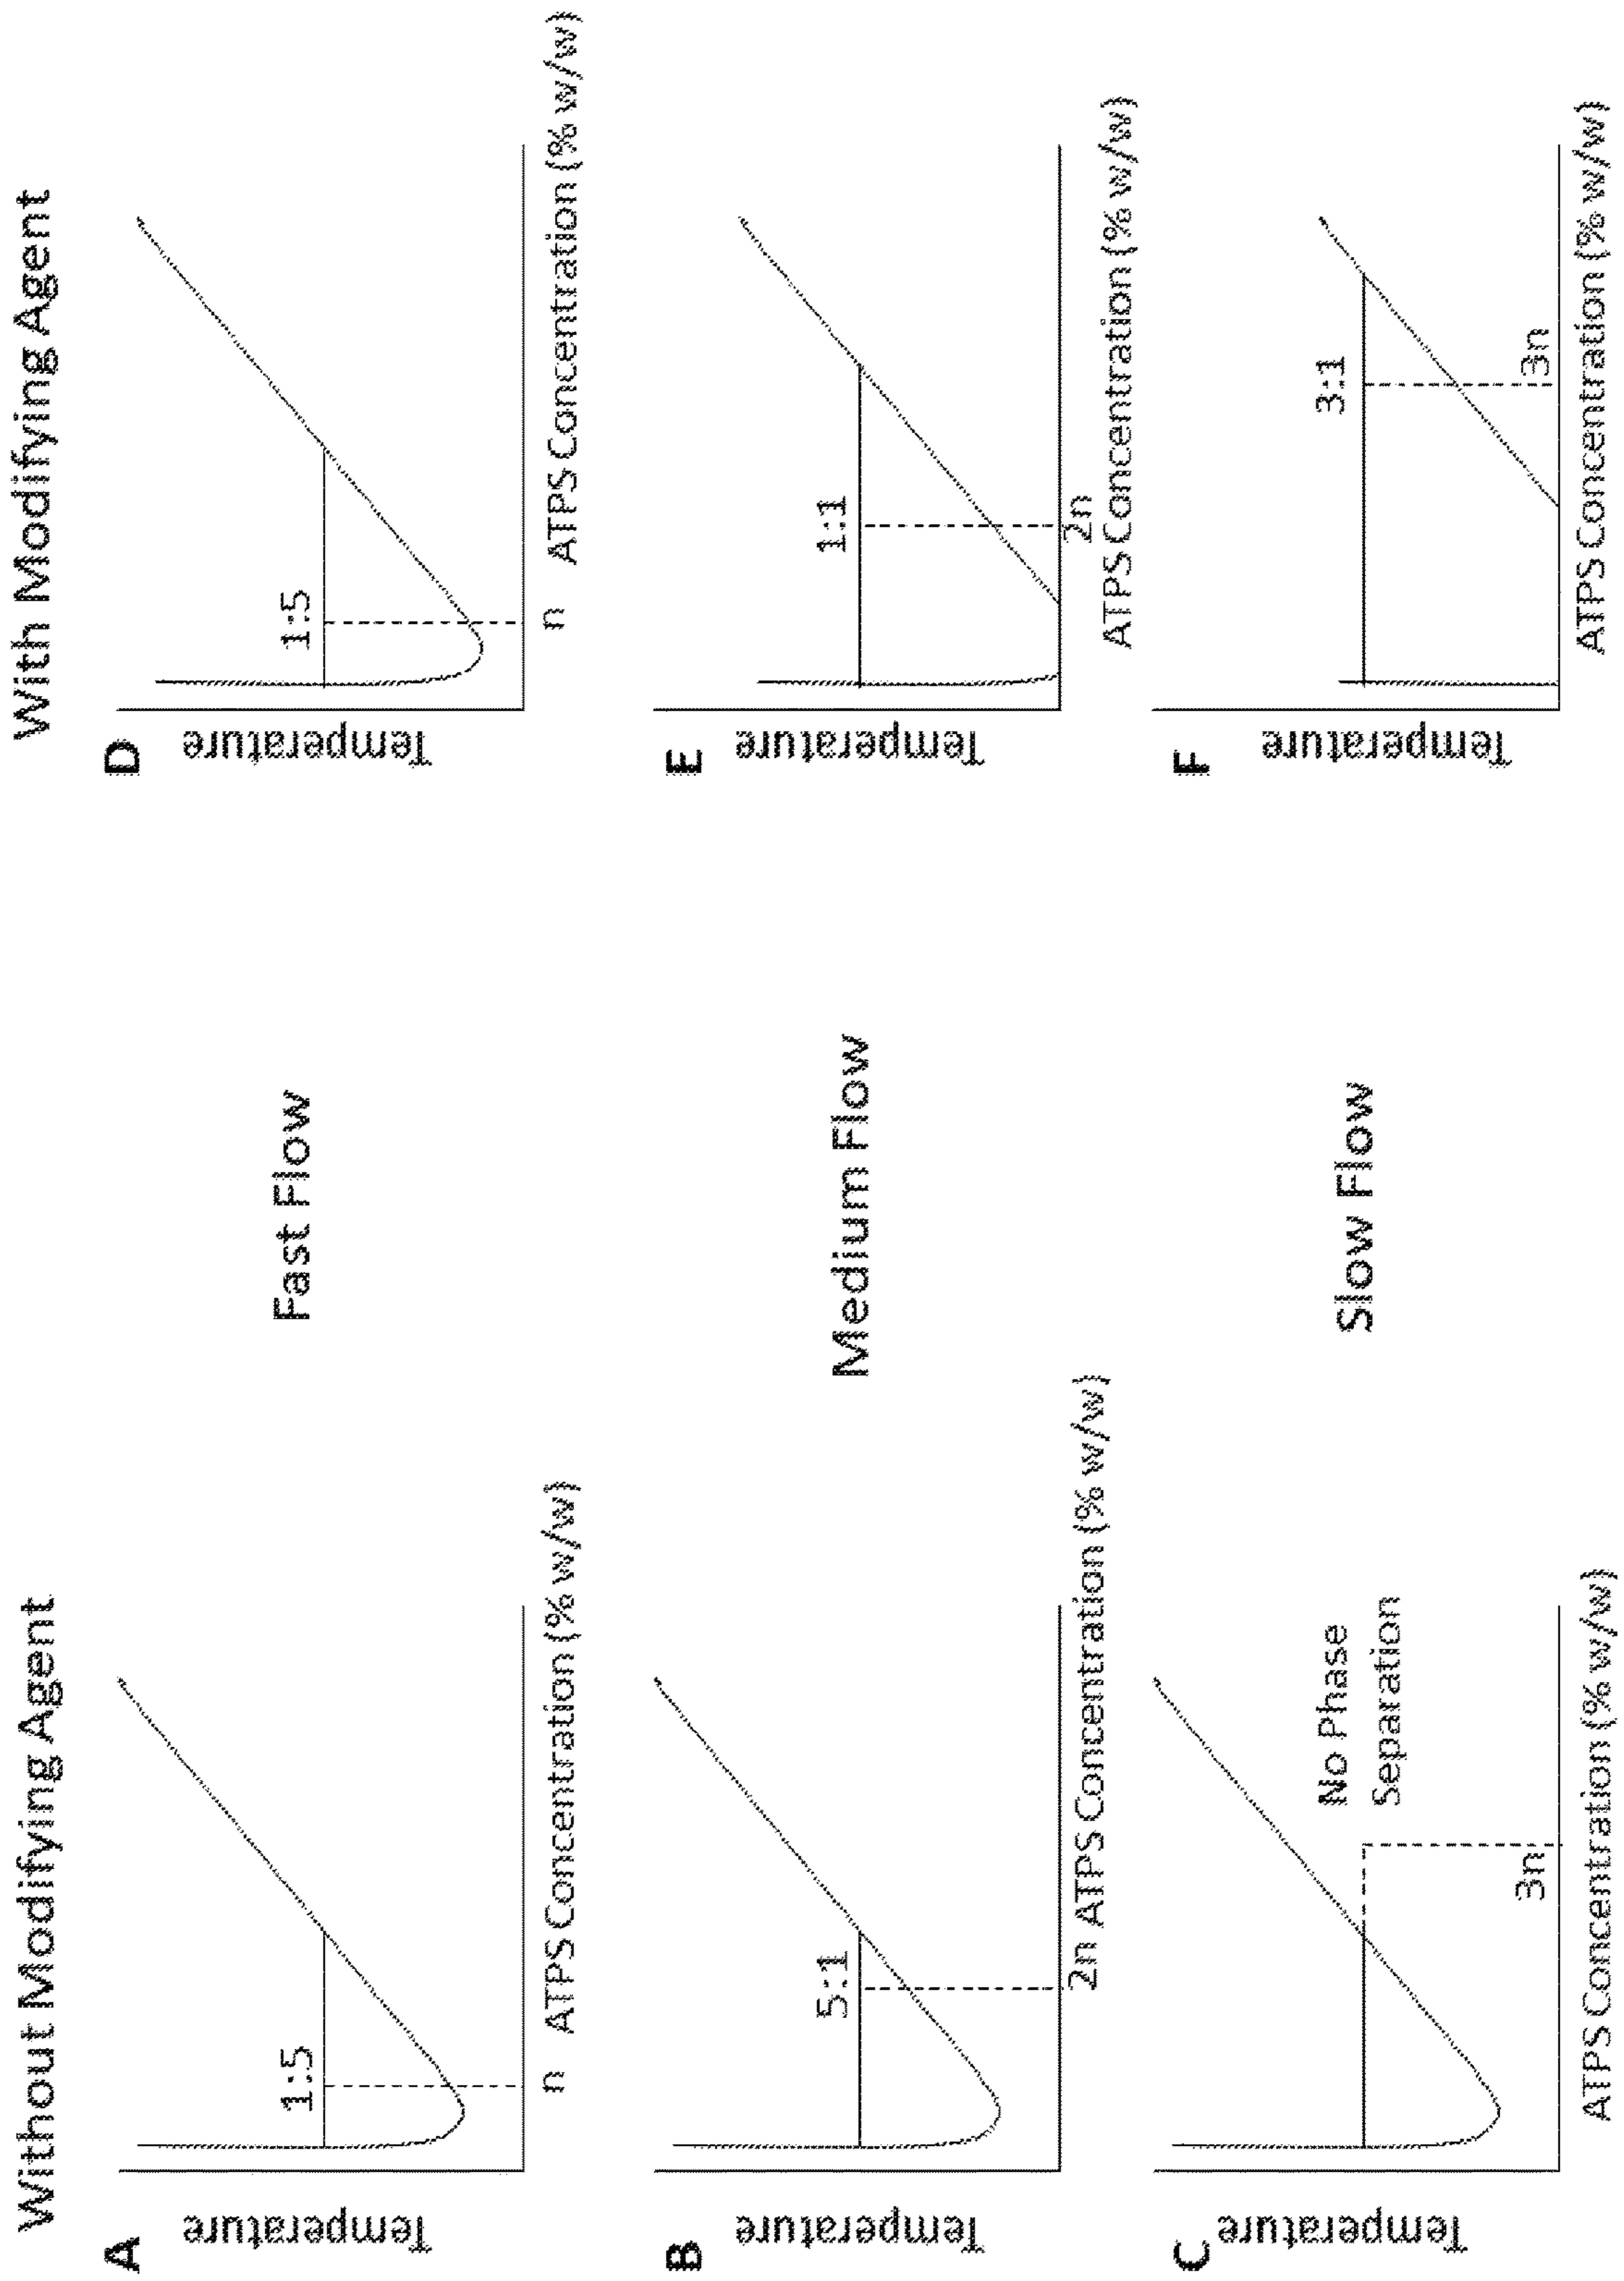 Without Modifying Agent
With Modifying Agent
A
Temperature
1:5
n
ATPS Concentration (% w/w)
Fast Flow
D
Temperature
1:5
n
ATPS Concentration (% w/w)
B
Temperature
5:1
2n
ATPS Concentration (% w/w)
Medium Flow
E
Temperature
1:1
2n
ATPS Concentration (% w/w)
C
Temperature
No Phase
Separation
3n
ATPS Concentration (% w/w)
Slow Flow
F
Temperature
3:1
3n
ATPS Concentration (% w/w)